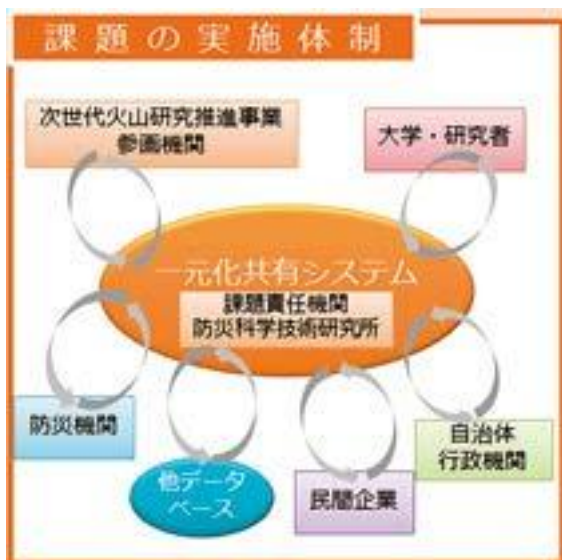 課題の実施体制
次世代火山研究推進事業
参画機関
大学・研究者
一元化共有システム
課題責任機関
防災科学技術研究所
防災機関
他データ
ベース
民間企業
自治体
行政機関